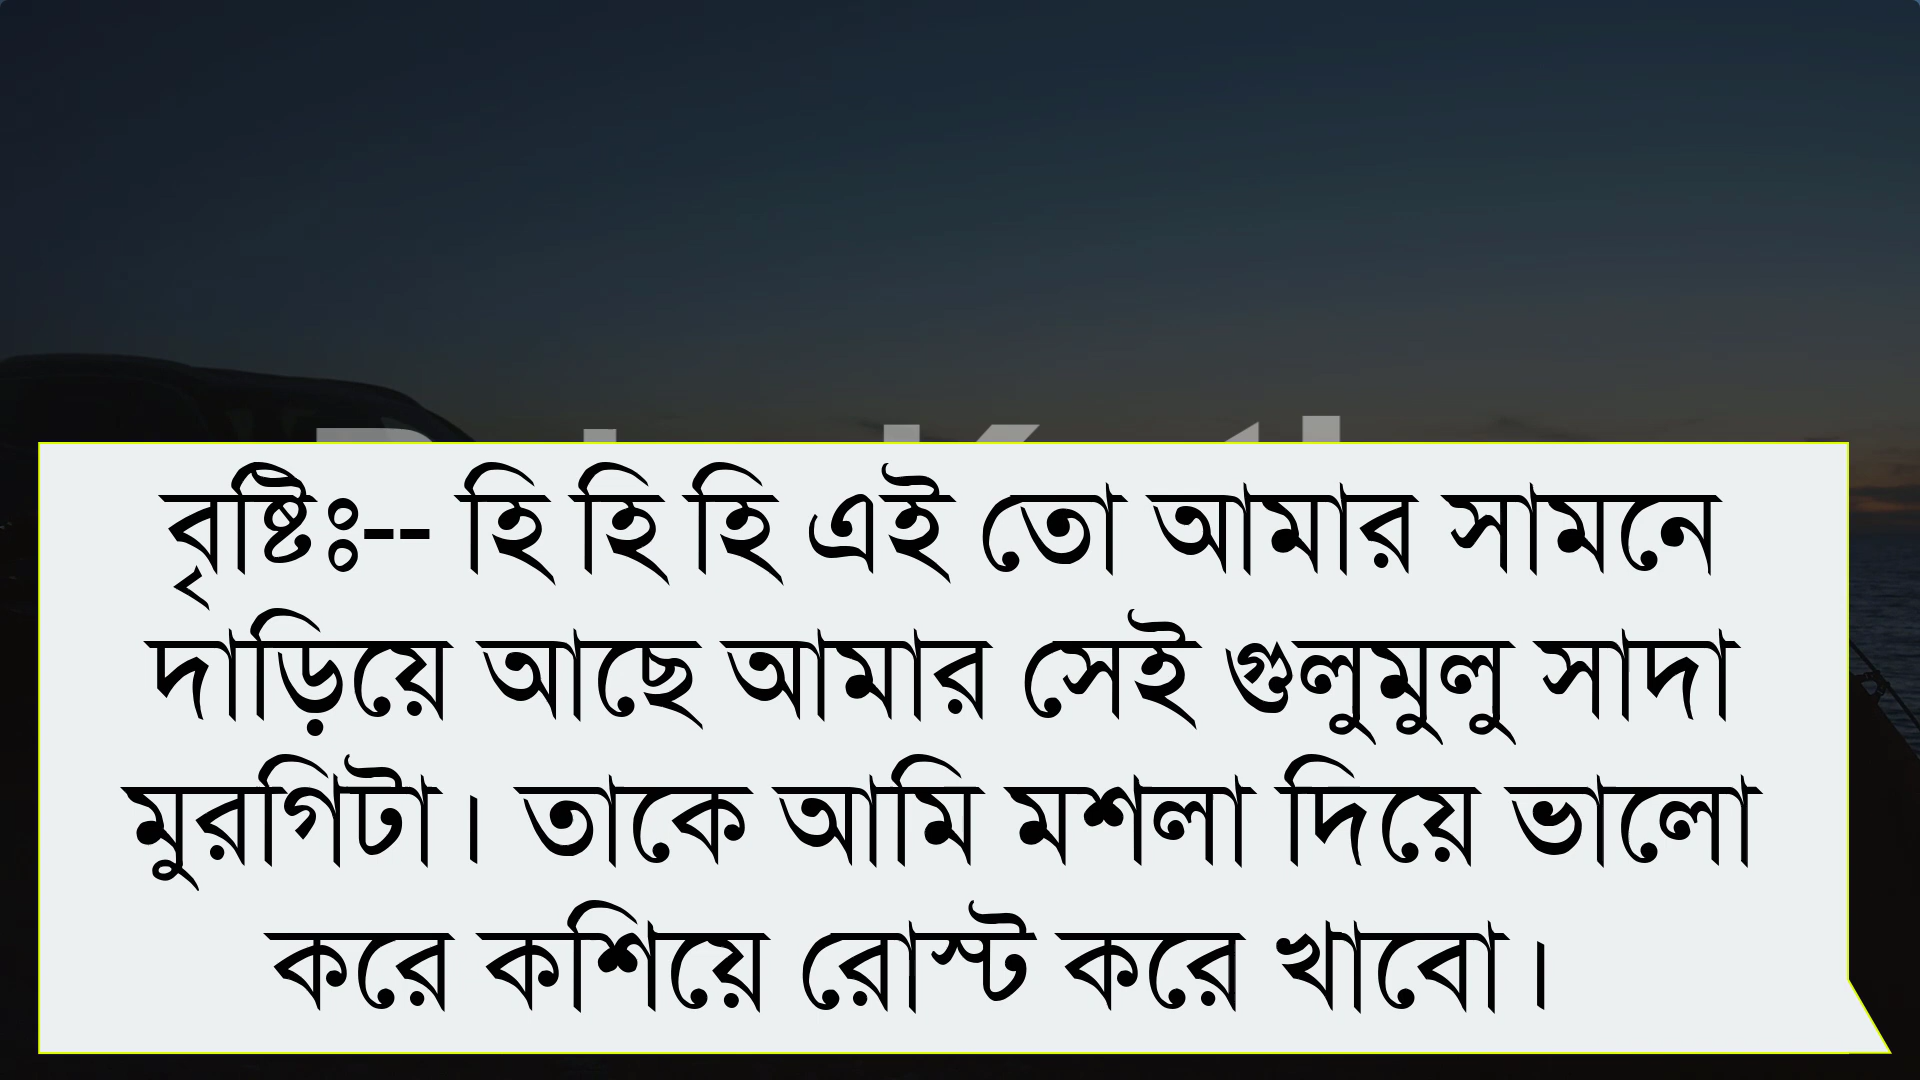 বৃষ্টিঃ-- হি হি হি এই তো আমার সামনে
দাড়িয়ে আছে আমার সেই গুলুমুলু সাদা
মুরগিটা। তাকে আমি মশলা দিয়ে ভালো
করে কশিয়ে রোস্ট করে খাবো।